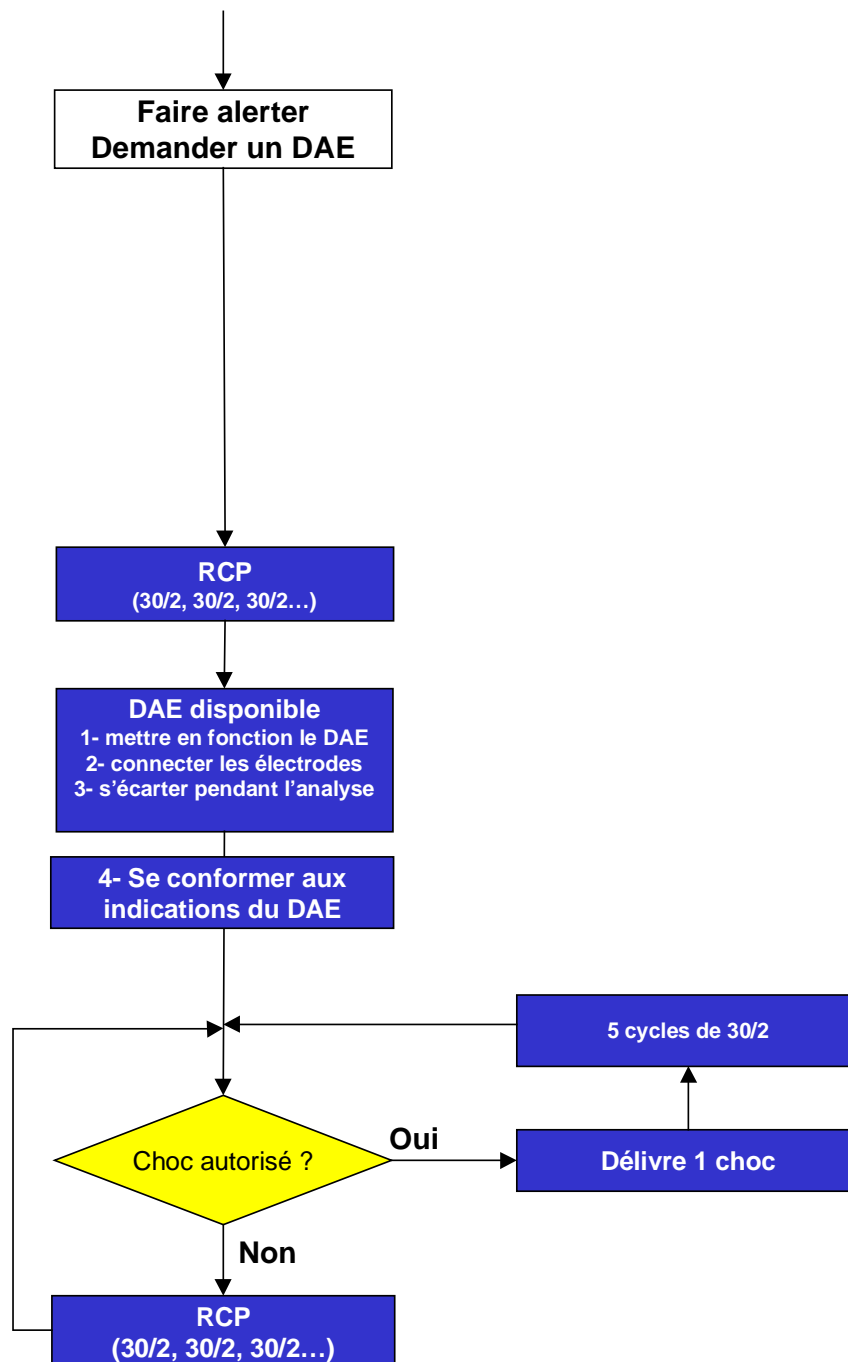 Faire alerter
Demander un DAE
RCP
(30/2, 30/2, 30/2…)
DAE disponible
1- mettre en fonction le DAE
2- connecter les électrodes
3- s’écarter pendant l’analyse
4- Se conformer aux
indications du DAE
5 cycles de 30/2
Choc autorisé ?
Oui
Délivre 1 choc
Non
RCP
(30/2, 30/2, 30/2…)